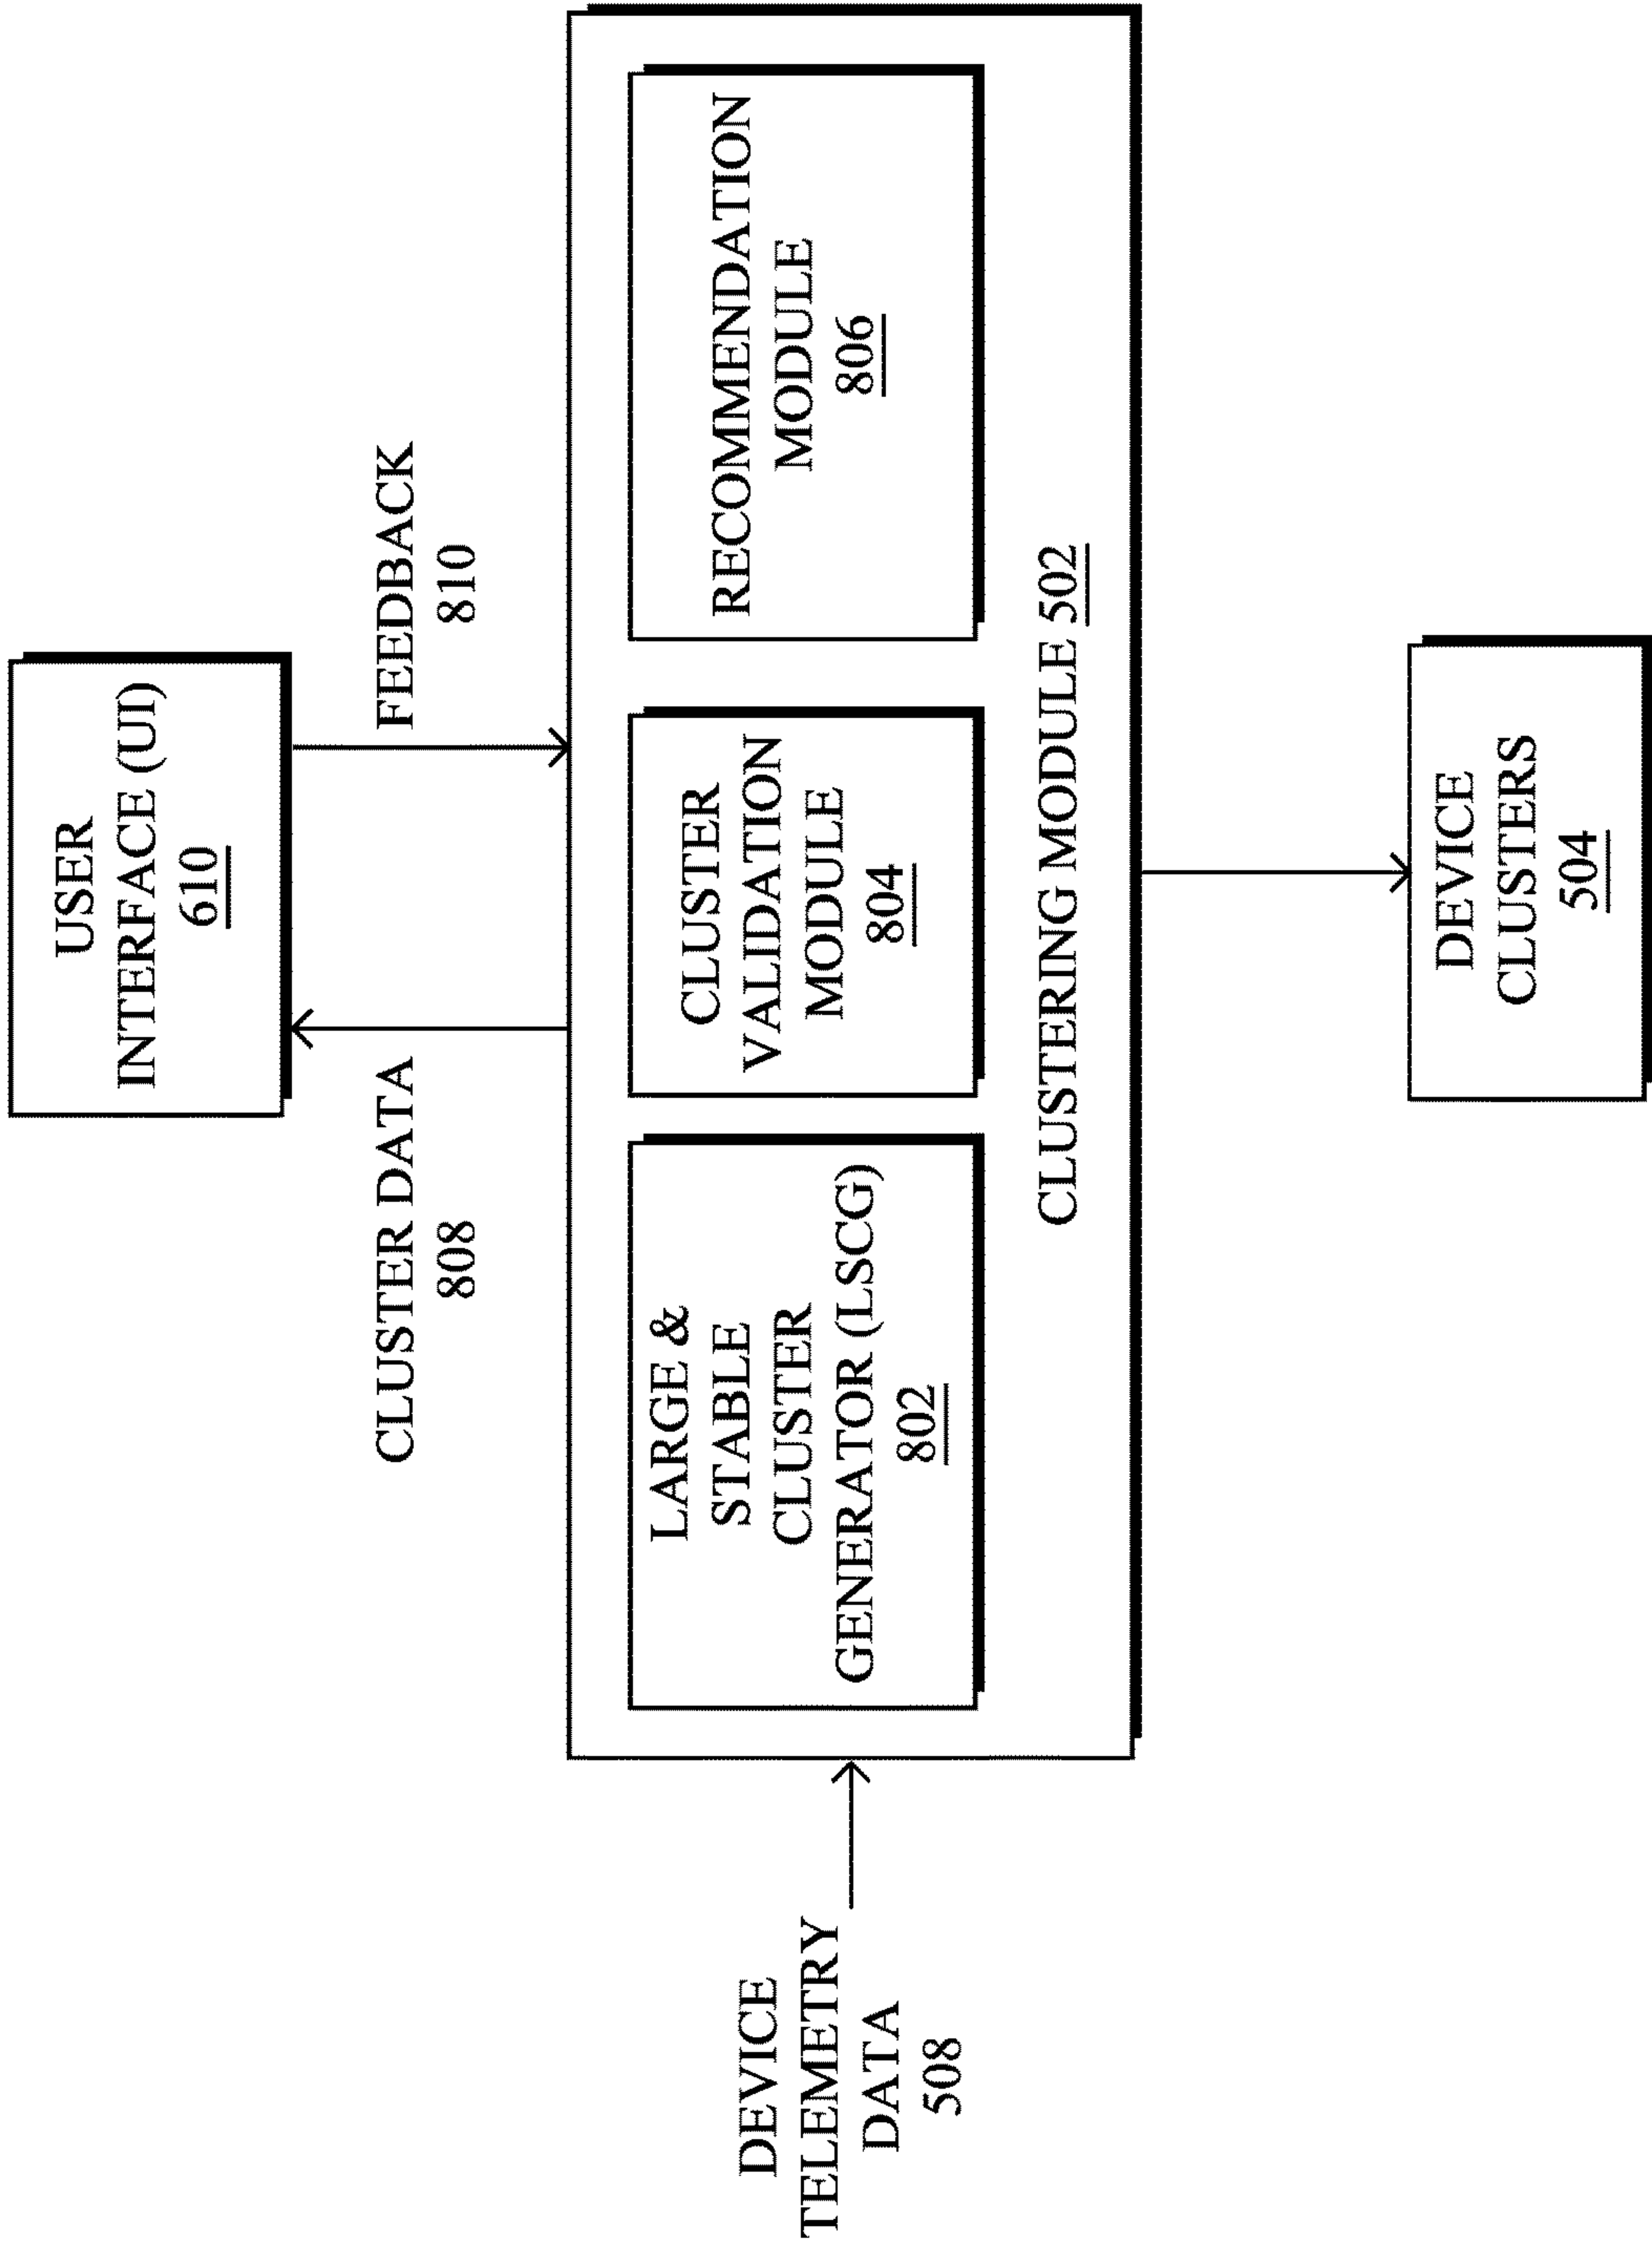 USER
INTERFACE (UI)
610
CLUSTER DATA
808
FEEDBACK
810
DEVICE
TELEMETRY
DATA
508
LARGE &
STABLE
CLUSTER
GENERATOR (LSCG)
802
CLUSTER
VALIDATION
MODULE
804
RECOMMENDATION
MODULE
806
CLUSTERING MODULE 502
DEVICE
CLUSTERS
504